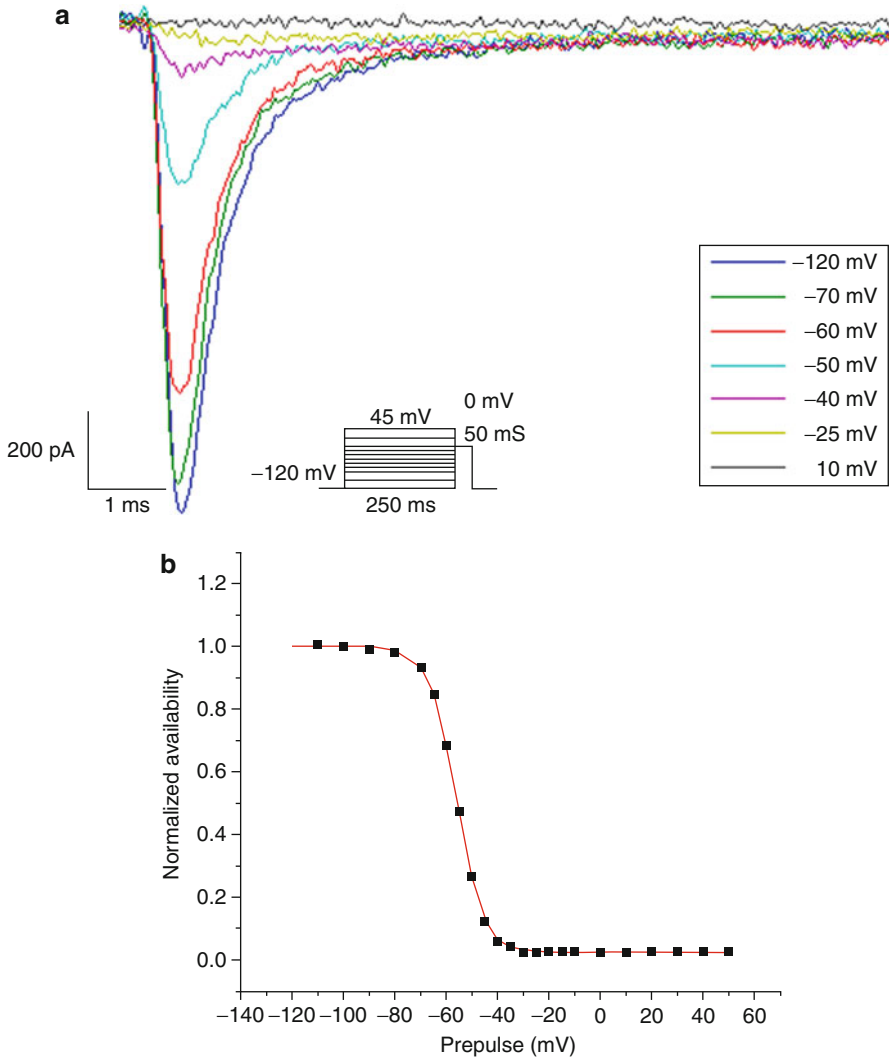 a
−120 mV
−70 mV
−60 mV
−50 mV
−40 mV
−25 mV
10 mV
200 pA
1 ms
45 mV
0 mV
50 mS
−120 mV
250 ms
b
Normalized availability
1.2
1.0
0.8
0.6
0.4
0.2
0.0
−140 −120 −100 −80 −60 −40 −20 0 20 40 60
Prepulse (mV)